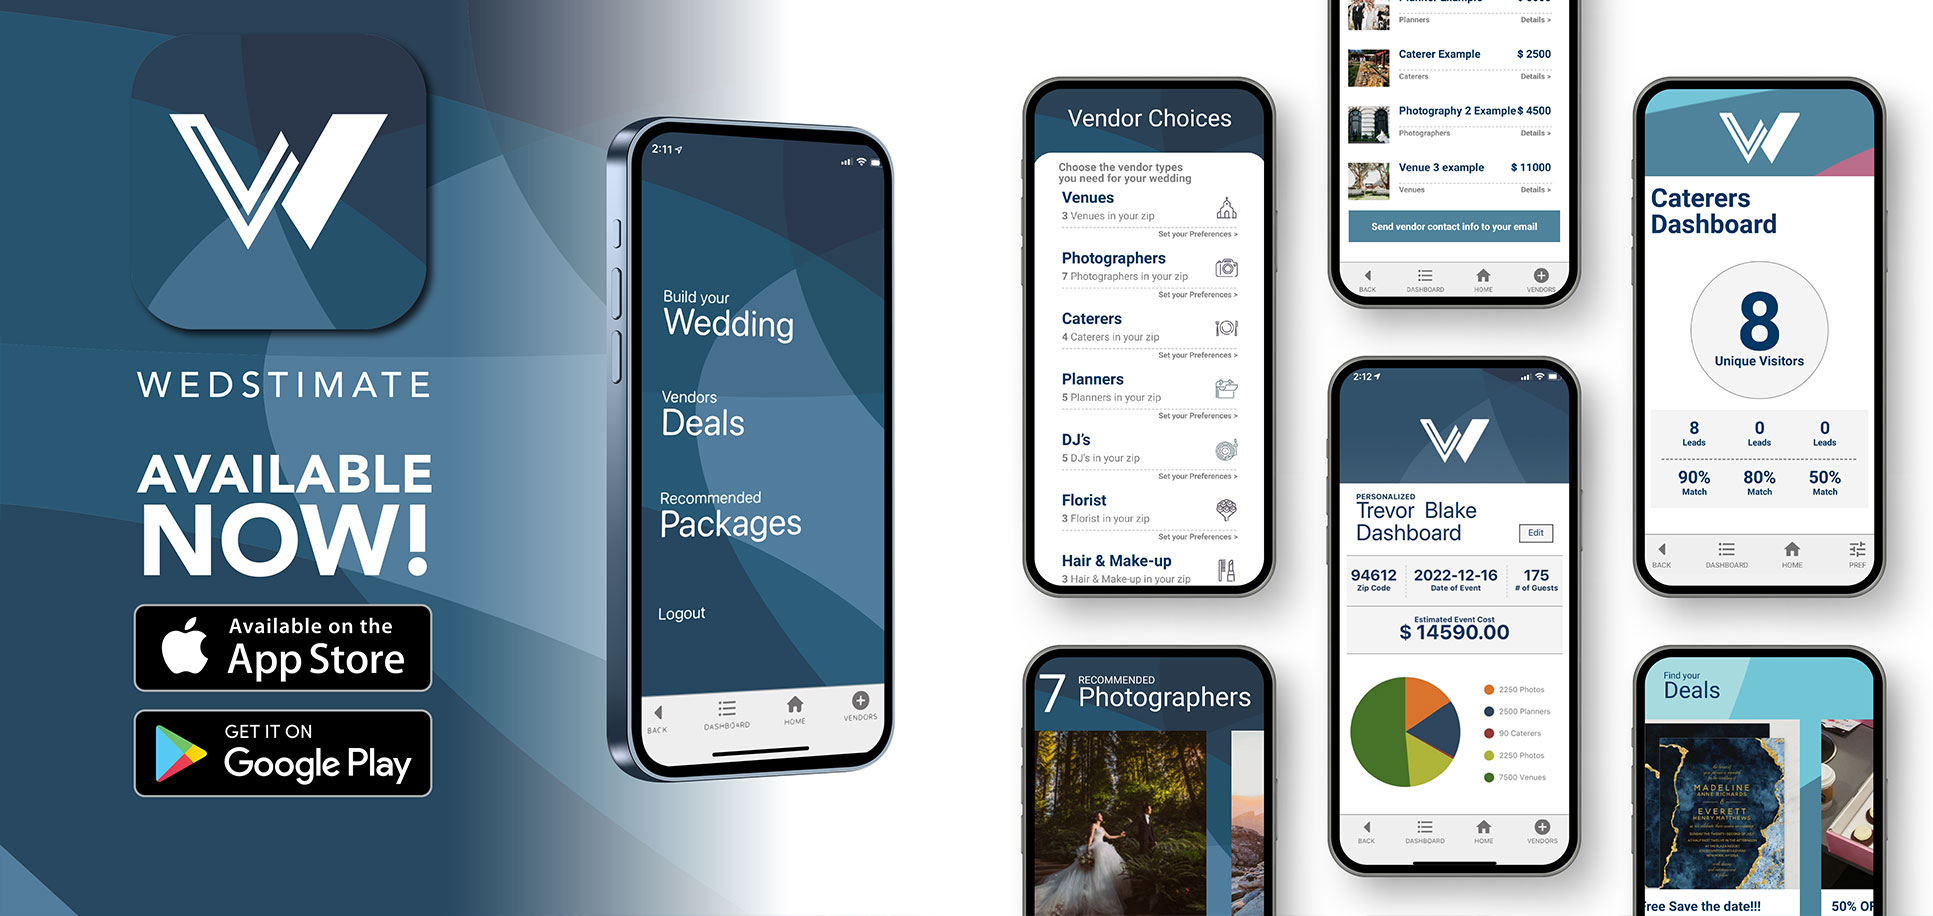 WEDSTIMATE
AVAILABLE
NOW!
Available on the
App Store
GET IT ON
Google Play
2:11
Build your
Wedding
Vendors
Deals
Recommended
Packages
Logout
BACK
DASHBOARD
HOME
VENDORS
Vendor Choices
Choose the vendor types
you need for your wedding
Venues
3 Venues in your zip
Set your Preferences >
Photographers
7 Photographers in your zip
Set your Preferences >
Caterers
4 Caterers in your zip
Set your Preferences >
Planners
5 Planners in your zip
Set your Preferences >
DJ's
5 DJ's in your zip
Set your Preferences >
Florist
3 Florist in your zip
Set your Preferences >
Hair & Make-up
3 Hair & Make-up in your zip
7 RECOMMENDED
Photographers
Planners Details >
Caterer Example $ 2500
Caterers Details >
Photography 2 Example $ 4500
Photographers Details >
Venue 3 example $ 11000
Venues Details >
Send vendor contact info to your email
BACK DASHBOARD HOME VENDORS
2:12
PERSONALIZED
Trevor Blake
Dashboard
Edit
94612 2022-12-16 175
Zip Code Date of Event # of Guests
Estimated Event Cost
$ 14590.00
2250 Photos
2500 Planners
90 Caterers
2250 Photos
7500 Venues
BACK DASHBOARD HOME VENDORS
Caterers
Dashboard
8
Unique Visitors
8 0 0
Leads Leads Leads
90% 80% 50%
Match Match Match
BACK DASHBOARD HOME PREF
Find your
Deals
MADELINE
ANNE RICHARDS
&
EVERETT
HENRY MATTHEWS
Free Save the date!!!
50% OF